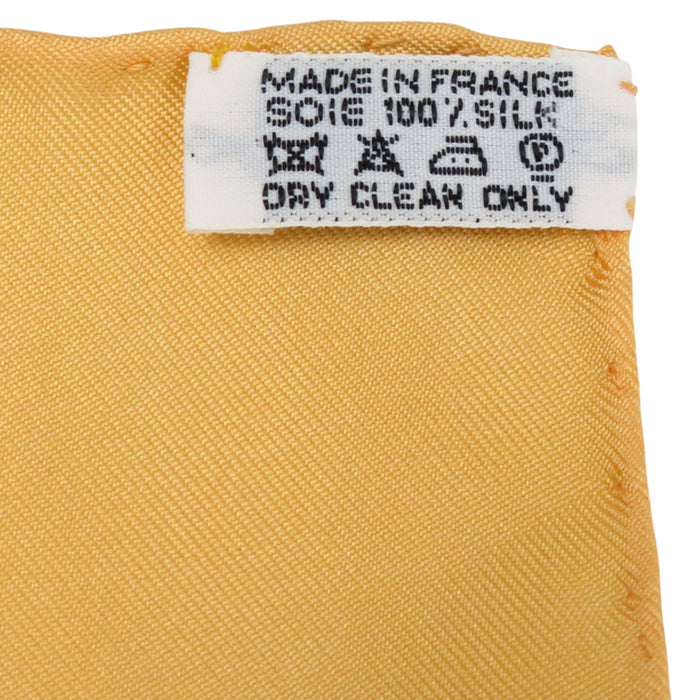 MADE IN FRANCE
SOIE 100% SILK
P
DRY CLEAN ONLY